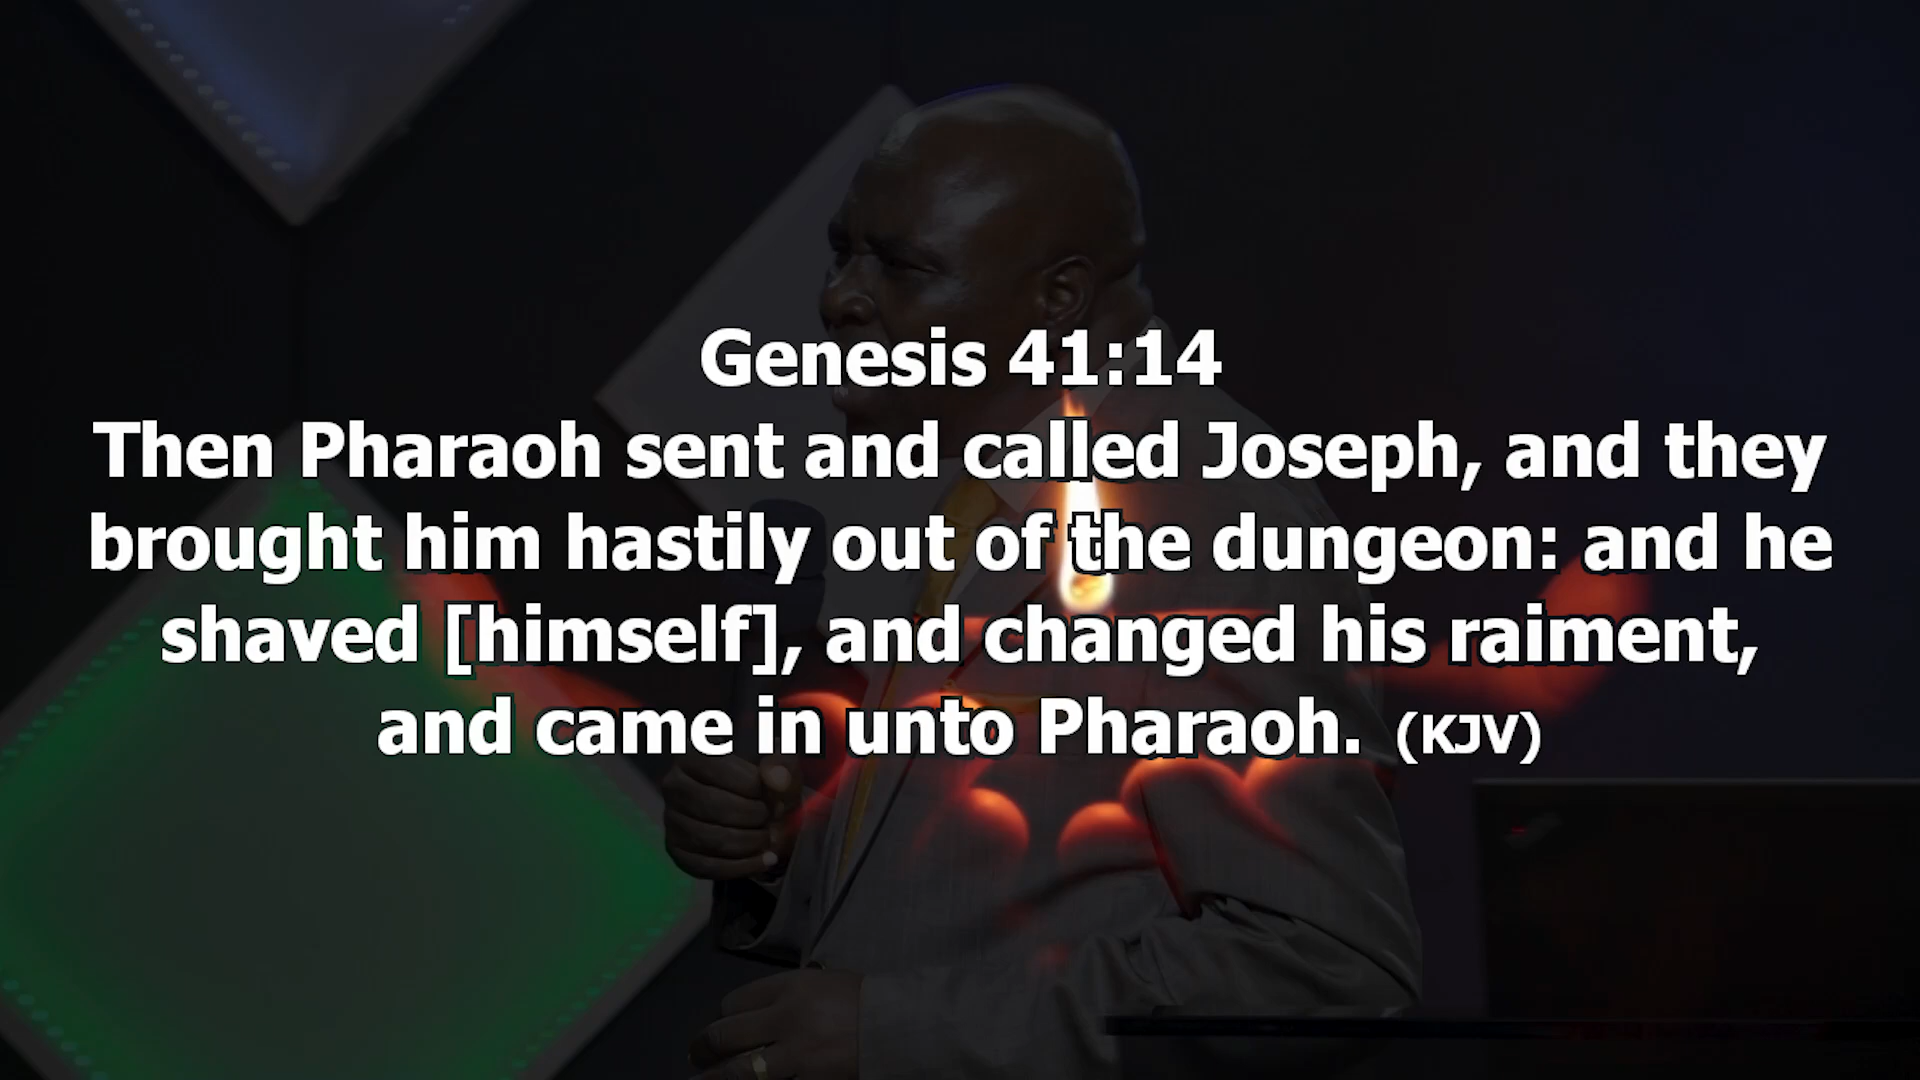 Genesis 41:14
Then Pharaoh sent and called Joseph, and they
brought him hastily out of the dungeon: and he
shaved [himself], and changed his raiment,
and came in unto Pharaoh. (KJV)